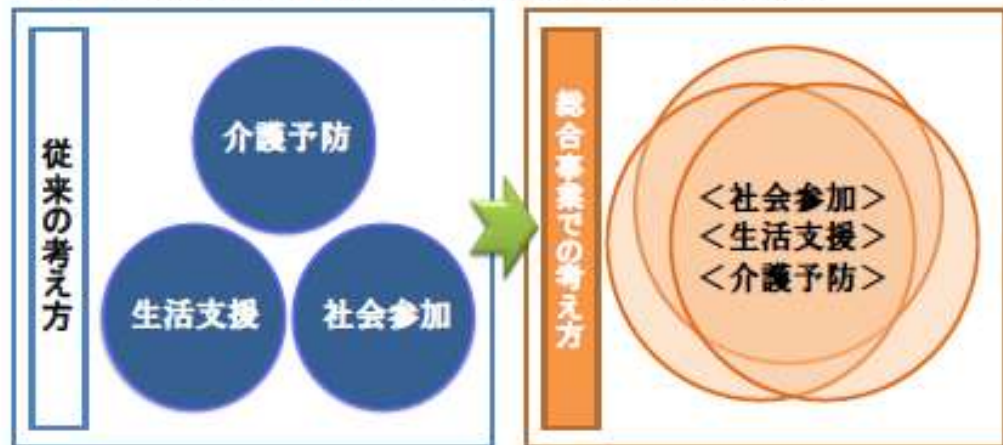 従来の考え方
介護予防
生活支援
社会参加
総合事業での考え方
＜社会参加＞
＜生活支援＞
＜介護予防＞